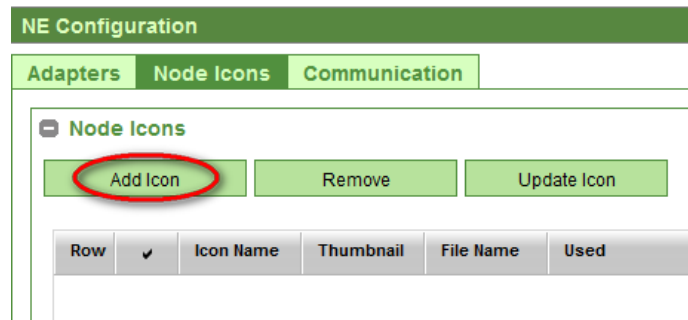 NE Configuration
Adapters Node Icons Communication
Node Icons
Add Icon Remove Update Icon
Row Icon Name Thumbnail File Name Used